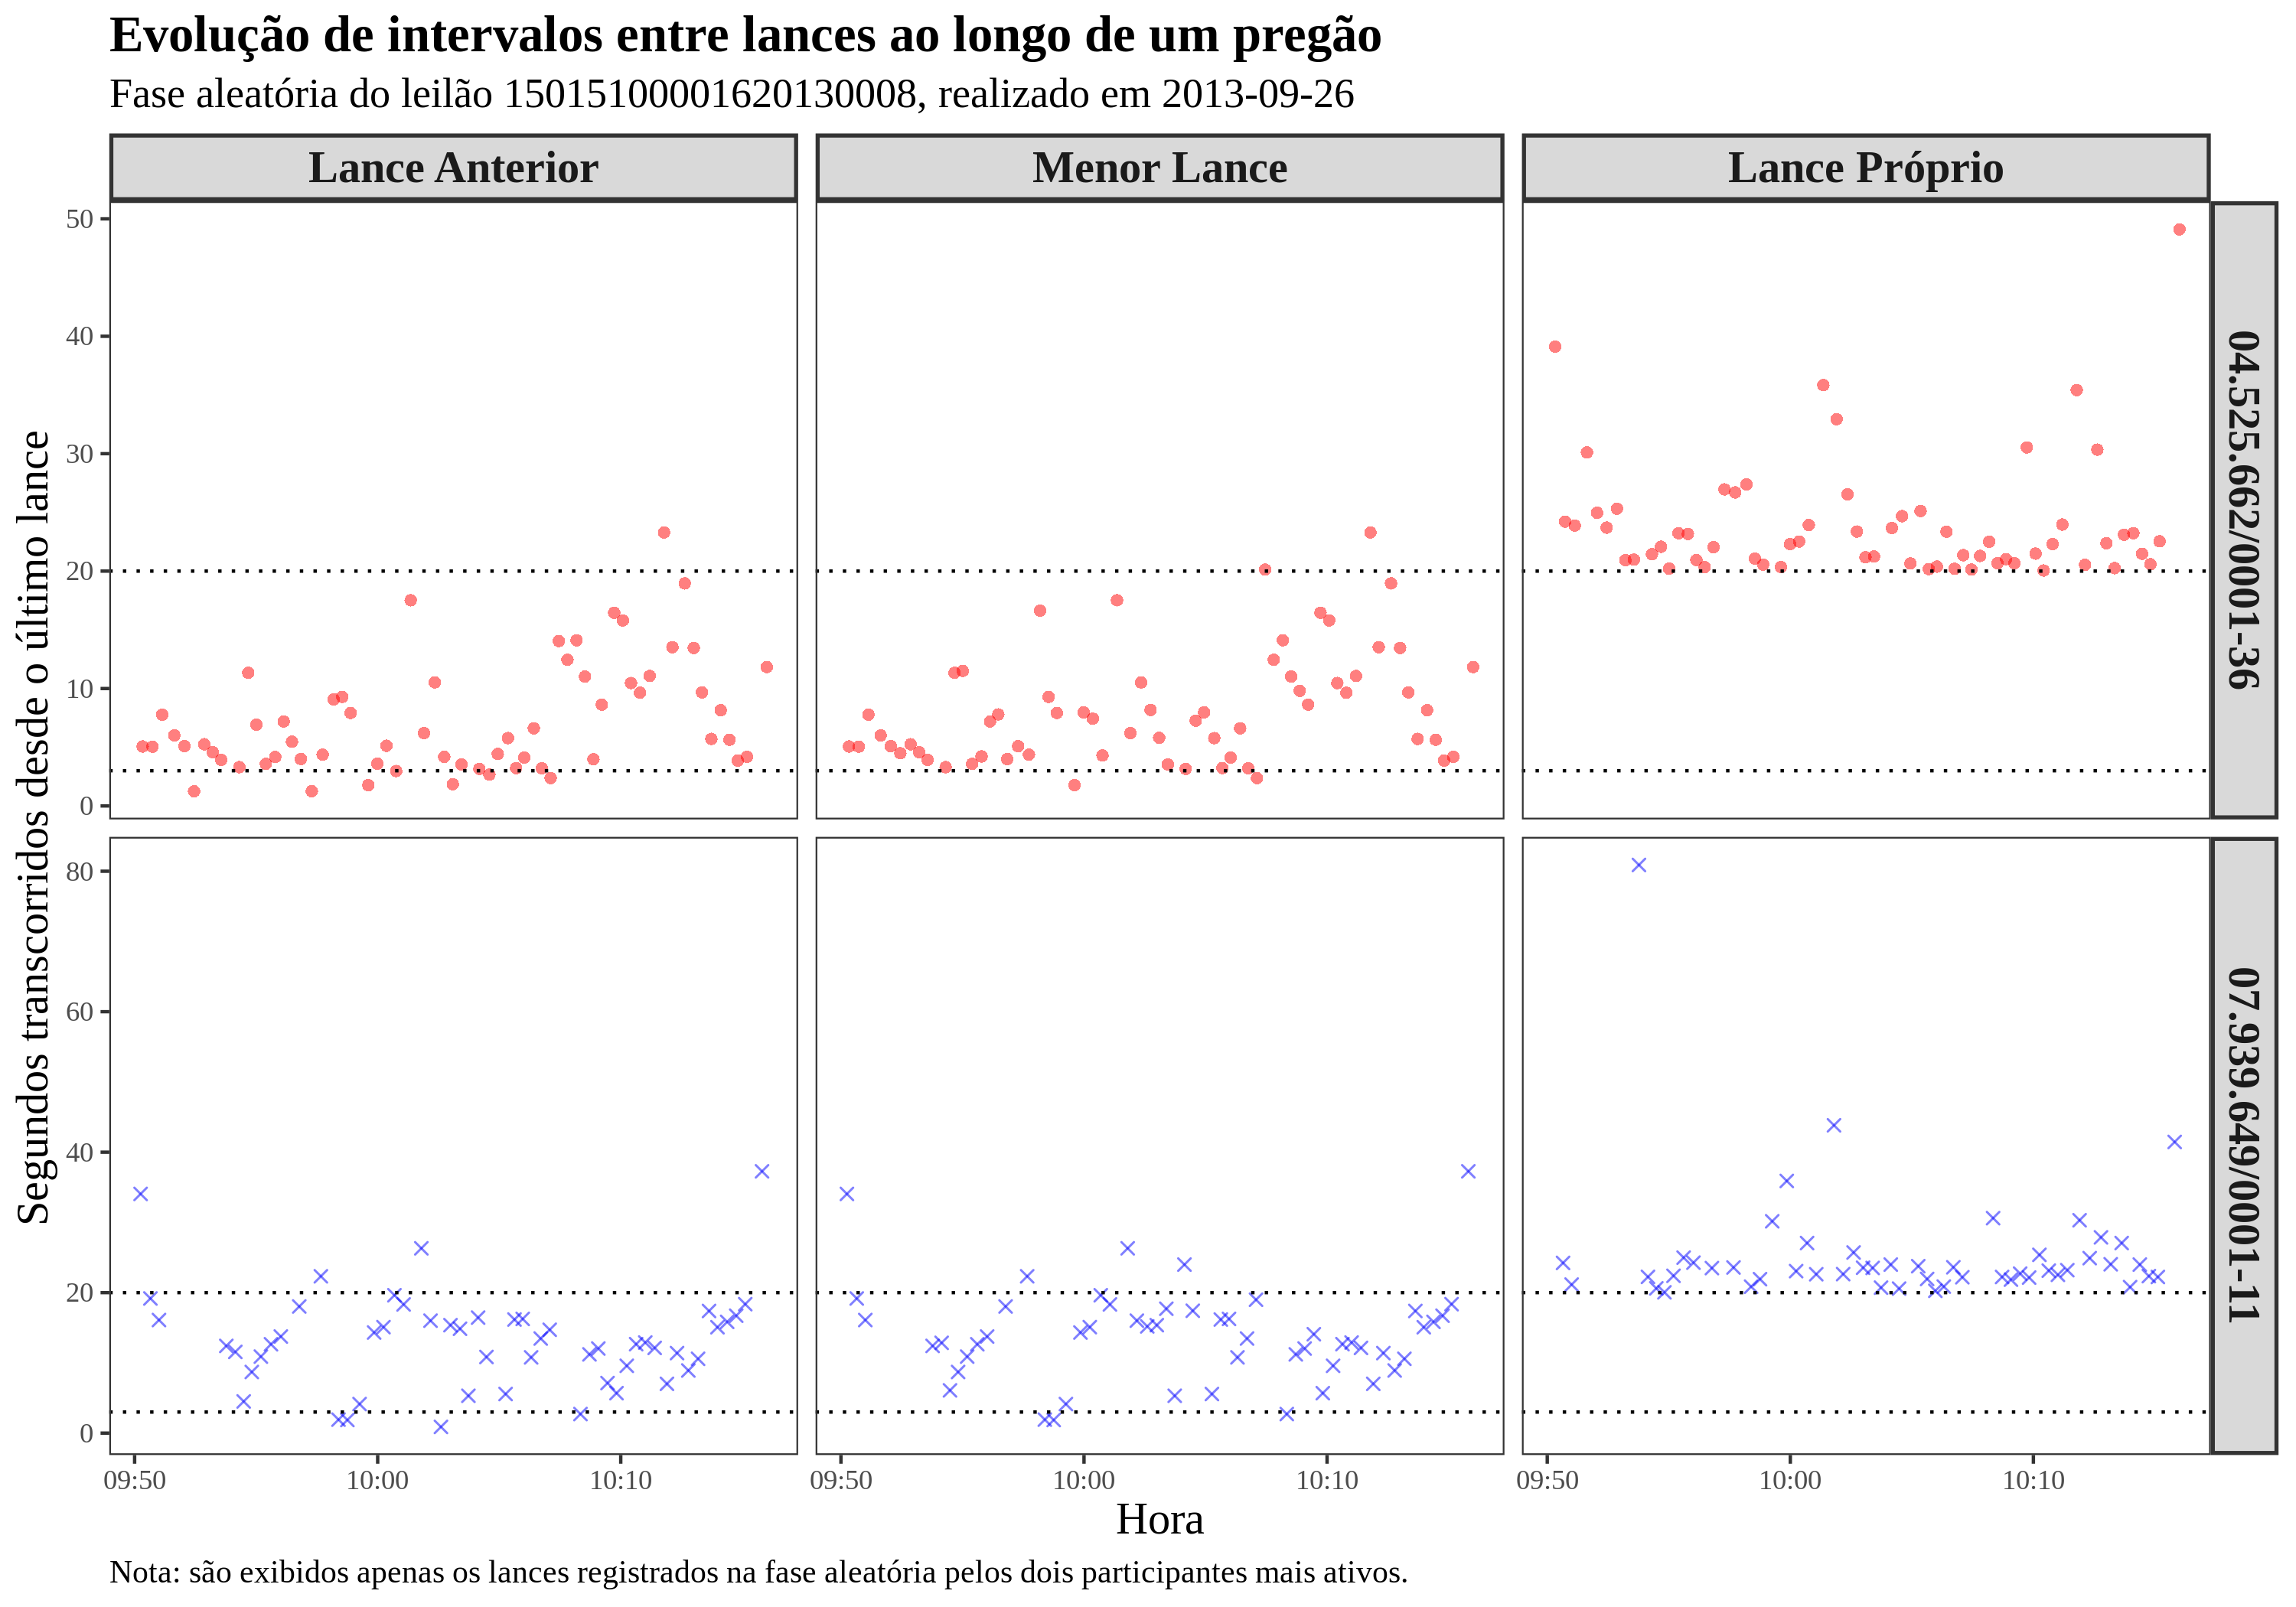 Evolução de intervalos entre lances ao longo de um pregão
Fase aleatória do leilão 15015100001620130008, realizado em 2013-09-26
Lance Anterior
Menor Lance
Lance Próprio
Segundos transcorridos desde o último lance
50
40
30
20
10
0
04.525.662/0001-36
80
60
40
20
0
07.939.649/0001-11
09:50 10:00 10:10
09:50 10:00 10:10
09:50 10:00 10:10
Hora
Nota: são exibidos apenas os lances registrados na fase aleatória pelos dois participantes mais ativos.